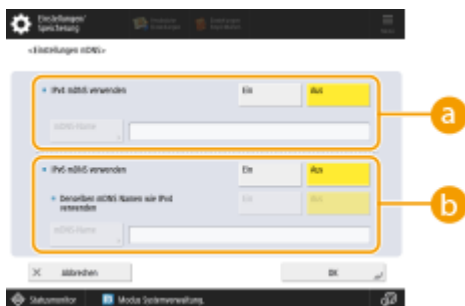 Einstellungen/
Speicherung
<Einstellungen mDNS>
IPv4 mDNS verwenden
Ein
Aus
mDNS-Name
a
IPv6 mDNS verwenden
Ein
Aus
Denselben mDNS Namen wie IPv4
verwenden
Ein
Aus
mDNS-Name
b
Abbrechen
OK
Statusmonitor
Modus Systemverwaltung.